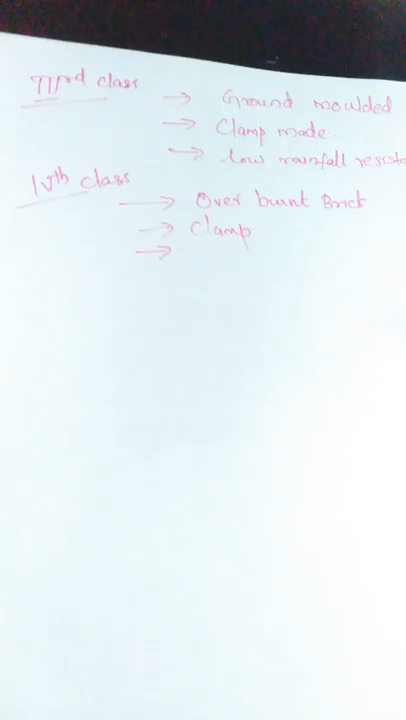 IIIrd class
→ Ground moulded
→ Clamp made.
→ low rainfall resiste
IVth class
→ Over burnt Brick
→ Clamp
→